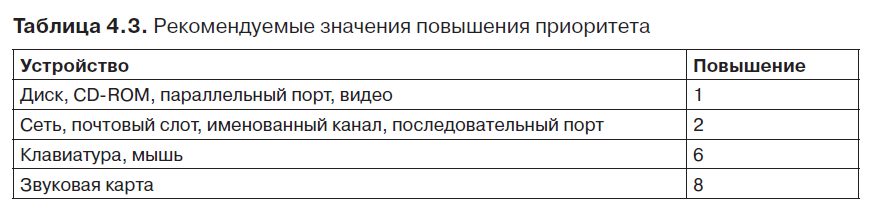 Таблица 4.3. Рекомендуемые значения повышения приоритета
Устройство Повышение
Диск, CD-ROM, параллельный порт, видео 1
Сеть, почтовый слот, именованный канал, последовательный порт 2
Клавиатура, мышь 6
Звуковая карта 8